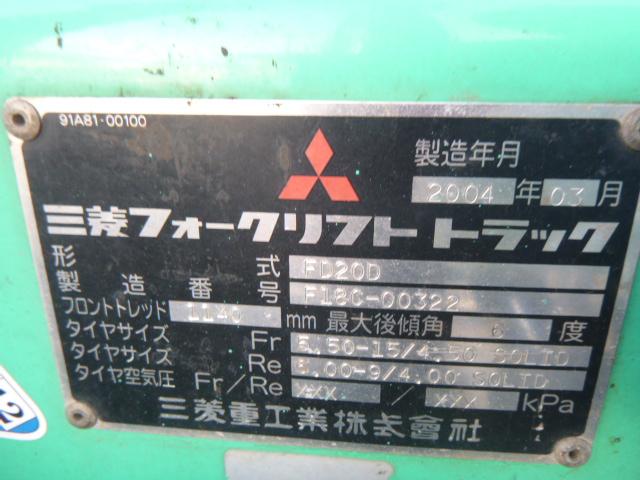 91A81-00100
製造年月
2004 年 03 月
三菱フォークリフト トラック
形式 FD20D
製造番号 F18C-00322
フロントトレッド 1140 mm 最大後傾角 6 度
タイヤサイズ Fr 5.50-15/4.50 SOLID
タイヤサイズ Re 5.00-9/4.00 SOLID
タイヤ空気圧 Fr/Re xxx / xxx kPa
三菱重工業株式會社